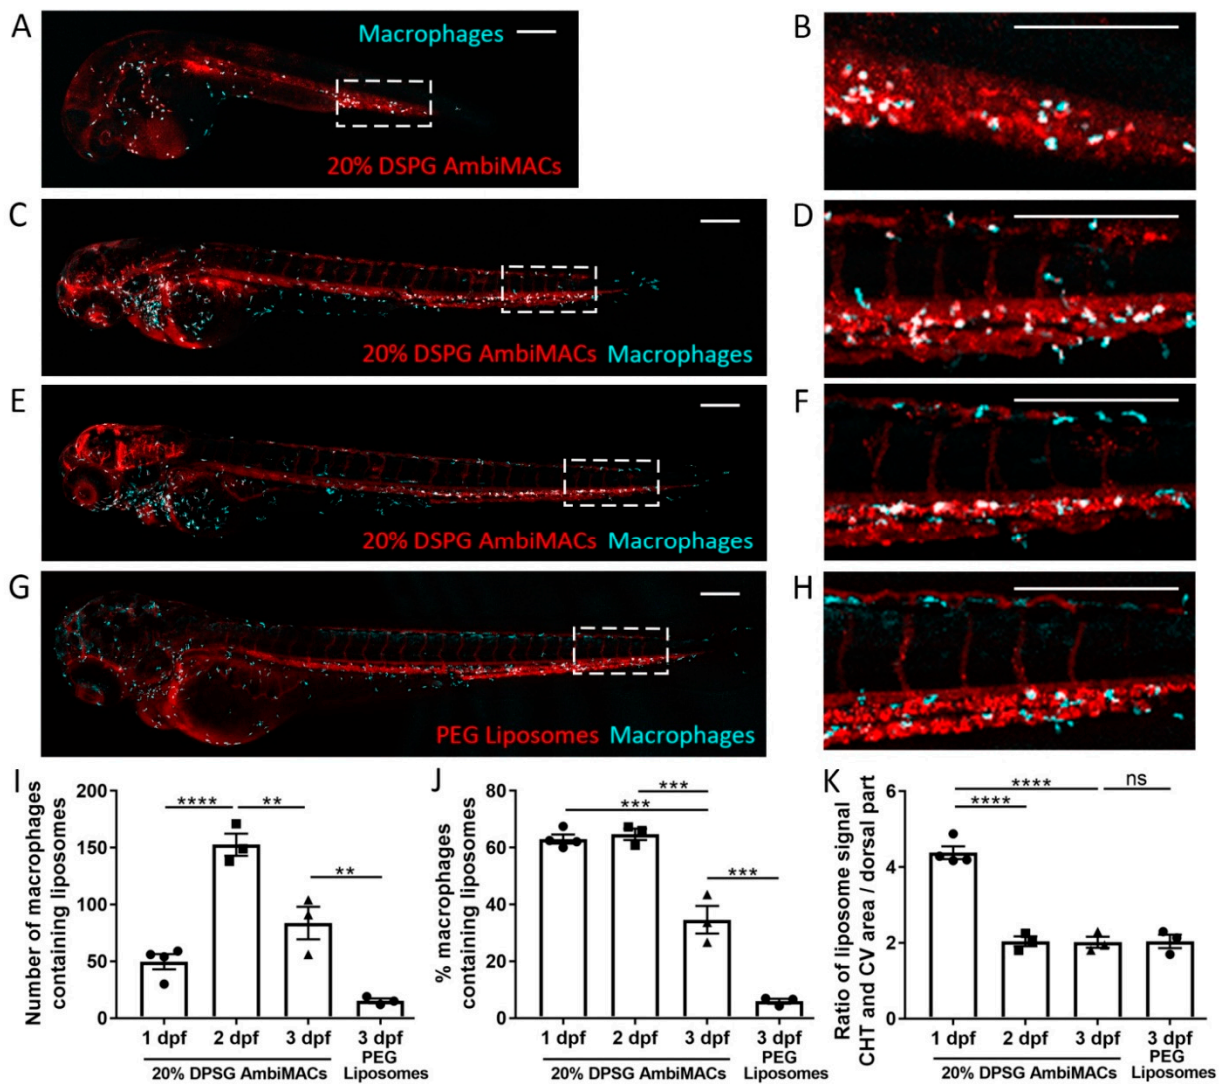 A
Macrophages
20% DSPG AmbiMACs
B
C
20% DSPG AmbiMACs Macrophages
D
E
20% DSPG AmbiMACs Macrophages
F
G
PEG Liposomes Macrophages
H
I
Number of macrophages
containing liposomes
200
150
100
50
0
****
**
**
1 dpf
2 dpf
3 dpf
3 dpf
PEG
Liposomes
20% DPSG AmbiMACs
J
% macrophages
containing liposomes
80
60
40
20
0
***
***
***
1 dpf
2 dpf
3 dpf
3 dpf
PEG
Liposomes
20% DPSG AmbiMACs
K
Ratio of liposome signal
CHT and CV area / dorsal part
6
4
2
0
****
ns
****
1 dpf
2 dpf
3 dpf
3 dpf
PEG
Liposomes
20% DPSG AmbiMACs